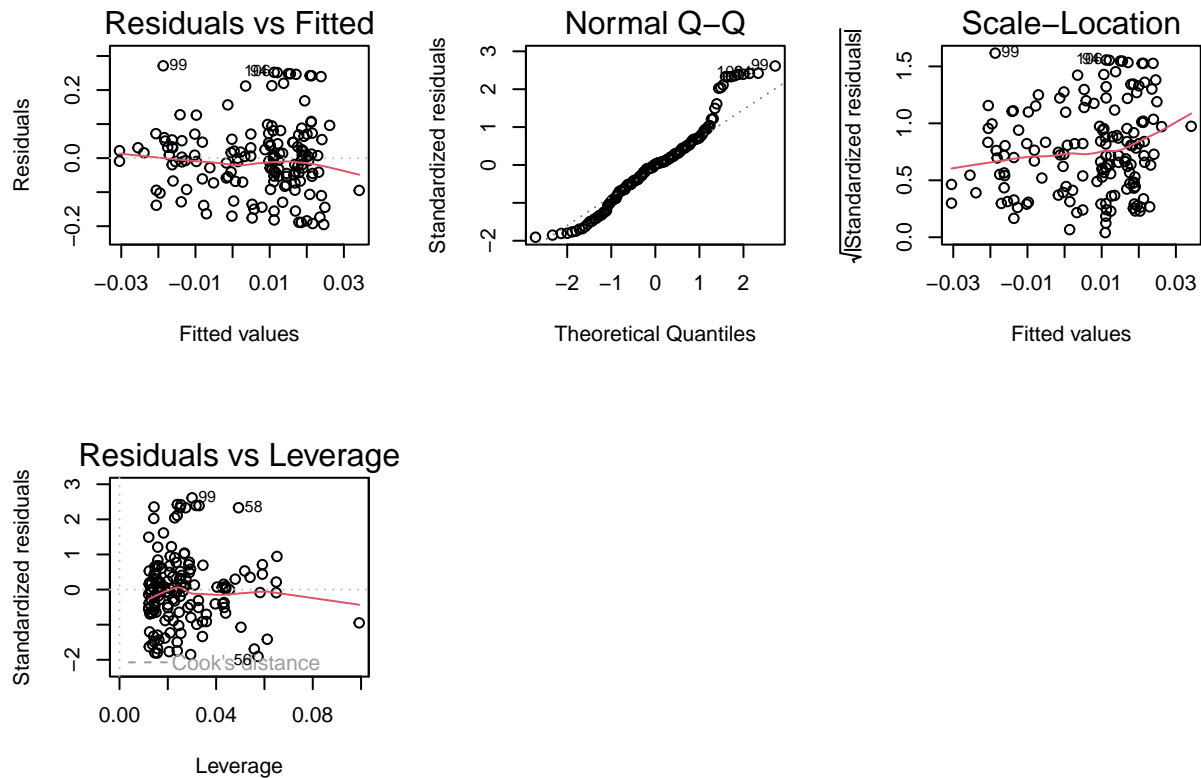 Residuals vs Fitted
Residuals
−0.2
0.0
0.2
99
−0.03 −0.01 0.01 0.03
Fitted values
Normal Q−Q
Standardized residuals
−2
0
1
2
3
99
−2 −1 0 1 2
Theoretical Quantiles
Scale−Location
√|Standardized residuals|
0.0
0.5
1.0
1.5
99
−0.03 −0.01 0.01 0.03
Fitted values
Residuals vs Leverage
Standardized residuals
−2
0
1
2
3
99
58
56
Cook's distance
0.00 0.04 0.08
Leverage